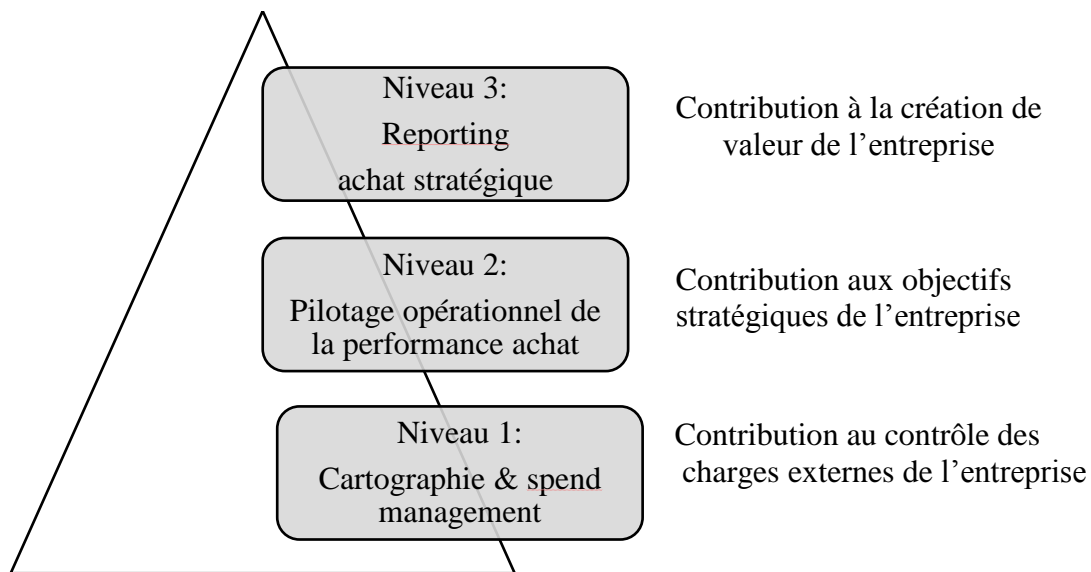 Niveau 3:
Reporting
achat stratégique
Contribution à la création de
valeur de l’entreprise
Niveau 2:
Pilotage opérationnel de
la performance achat
Contribution aux objectifs
stratégiques de l’entreprise
Niveau 1:
Cartographie & spend
management
Contribution au contrôle des
charges externes de l’entreprise